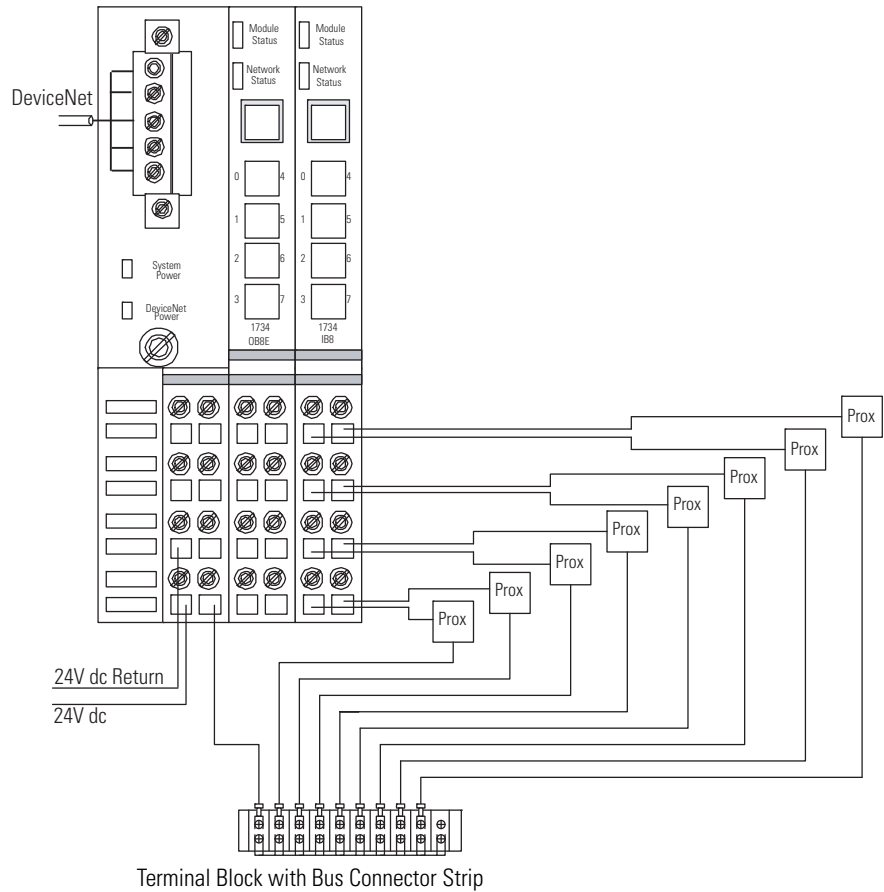 Module
Status
Module
Status
Network
Status
Network
Status
DeviceNet
0 4 0 4
1 5 1 5
2 6 2 6
3 7 3 7
System
Power
DeviceNet
Power
1734
OB8E
1734
IB8
Prox
Prox
Prox
Prox
Prox
Prox
Prox
Prox
24V dc Return
24V dc
Terminal Block with Bus Connector Strip